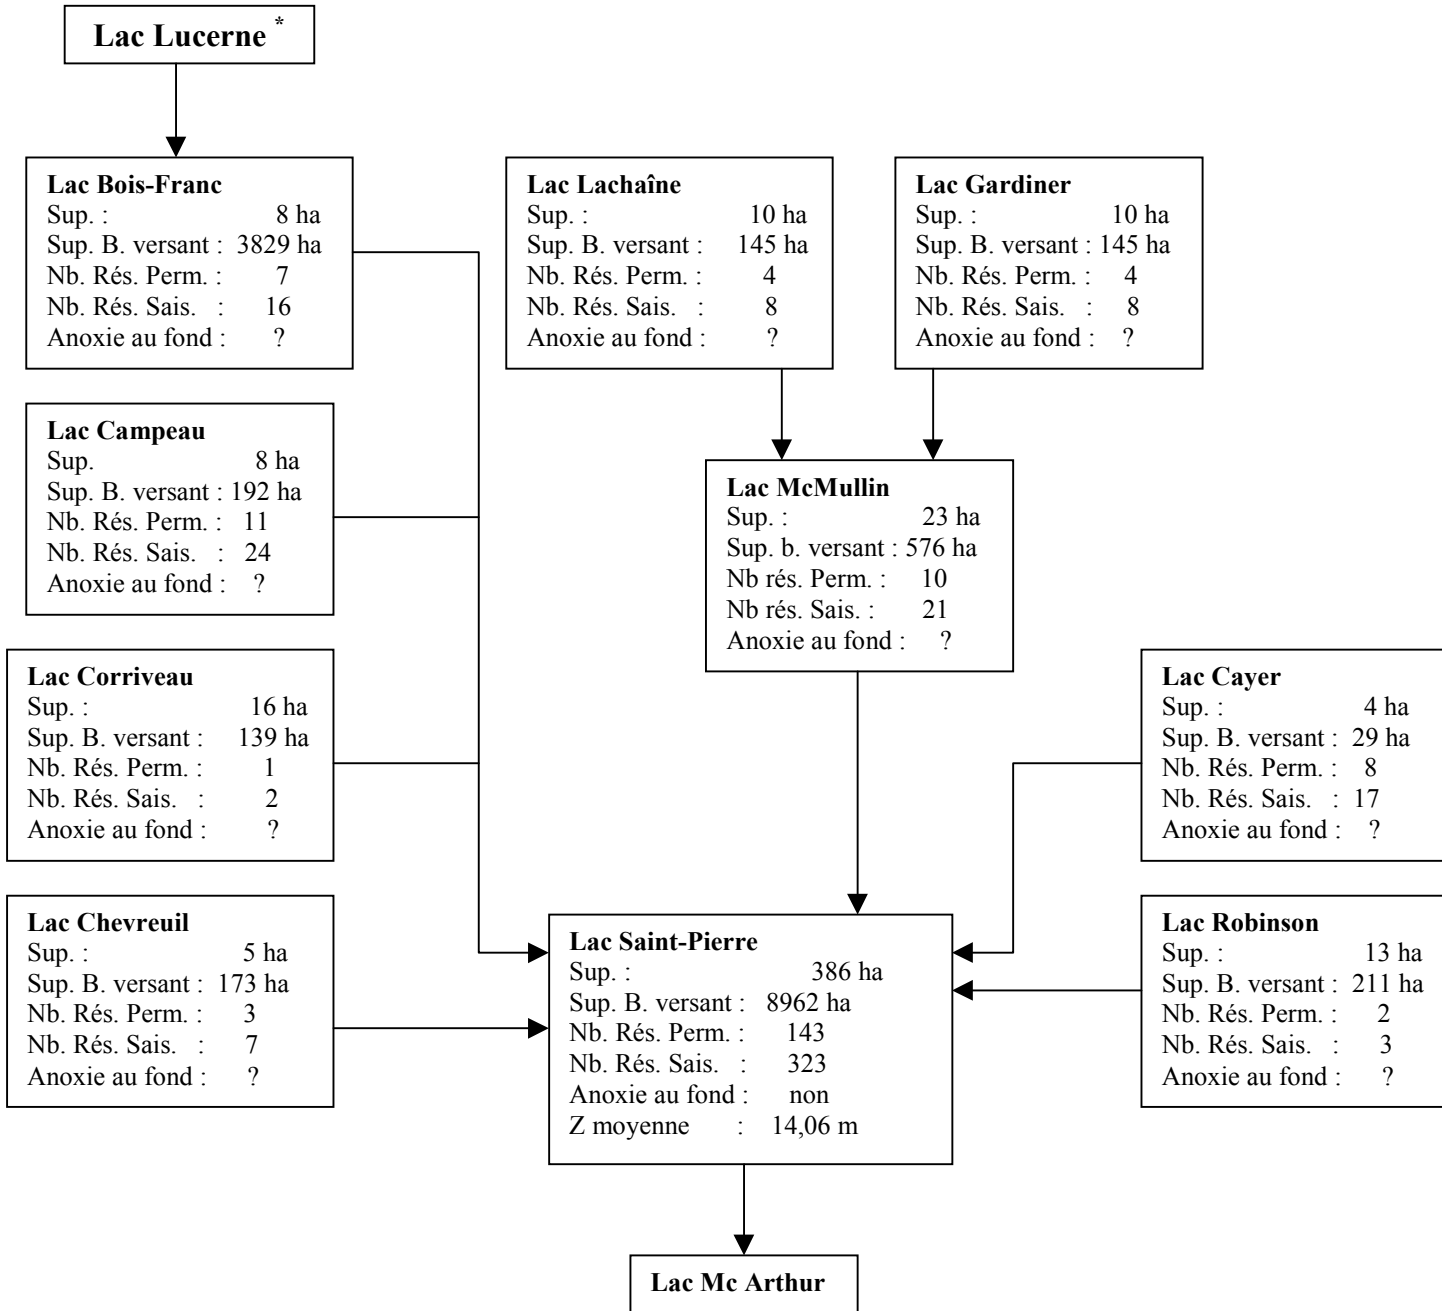 Lac Lucerne *
Lac Bois-Franc
Sup. : 8 ha
Sup. B. versant : 3829 ha
Nb. Rés. Perm. : 7
Nb. Rés. Sais. : 16
Anoxie au fond : ?
Lac Lachaîne
Sup. : 10 ha
Sup. B. versant : 145 ha
Nb. Rés. Perm. : 4
Nb. Rés. Sais. : 8
Anoxie au fond : ?
Lac Gardiner
Sup. : 10 ha
Sup. B. versant : 145 ha
Nb. Rés. Perm. : 4
Nb. Rés. Sais. : 8
Anoxie au fond : ?
Lac Campeau
Sup. 8 ha
Sup. B. versant : 192 ha
Nb. Rés. Perm. : 11
Nb. Rés. Sais. : 24
Anoxie au fond : ?
Lac McMullin
Sup. : 23 ha
Sup. b. versant : 576 ha
Nb rés. Perm. : 10
Nb rés. Sais. : 21
Anoxie au fond : ?
Lac Corriveau
Sup. : 16 ha
Sup. B. versant : 139 ha
Nb. Rés. Perm. : 1
Nb. Rés. Sais. : 2
Anoxie au fond : ?
Lac Cayer
Sup. : 4 ha
Sup. B. versant : 29 ha
Nb. Rés. Perm. : 8
Nb. Rés. Sais. : 17
Anoxie au fond : ?
Lac Chevreuil
Sup. : 5 ha
Sup. B. versant : 173 ha
Nb. Rés. Perm. : 3
Nb. Rés. Sais. : 7
Anoxie au fond : ?
Lac Saint-Pierre
Sup. : 386 ha
Sup. B. versant : 8962 ha
Nb. Rés. Perm. : 143
Nb. Rés. Sais. : 323
Anoxie au fond : non
Z moyenne : 14,06 m
Lac Robinson
Sup. : 13 ha
Sup. B. versant : 211 ha
Nb. Rés. Perm. : 2
Nb. Rés. Sais. : 3
Anoxie au fond : ?
Lac Mc Arthur